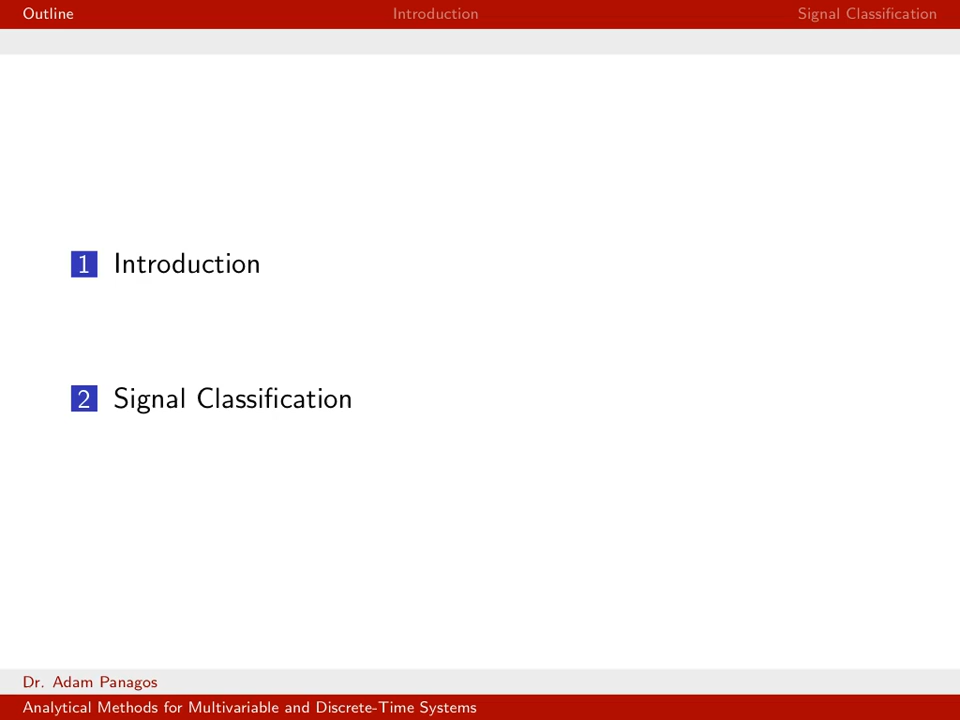 Outline Introduction Signal Classification
1 Introduction
2 Signal Classification
Dr. Adam Panagos
Analytical Methods for Multivariable and Discrete-Time Systems